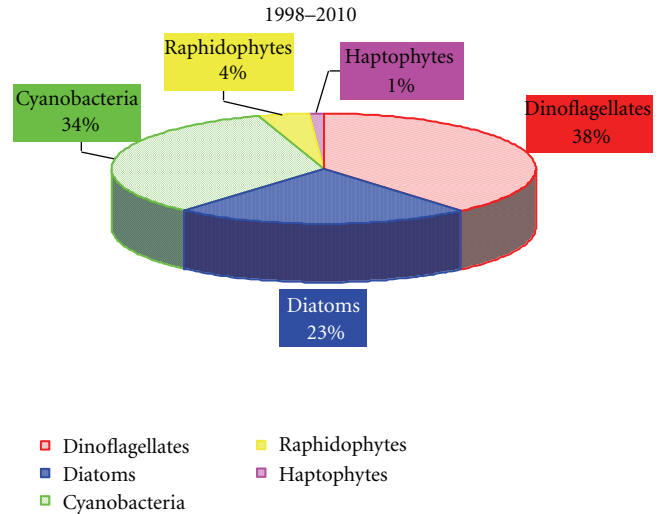 1998–2010
Raphidophytes
4%
Haptophytes
1%
Cyanobacteria
34%
Dinoflagellates
38%
Diatoms
23%
Dinoflagellates
Diatoms
Cyanobacteria
Raphidophytes
Haptophytes